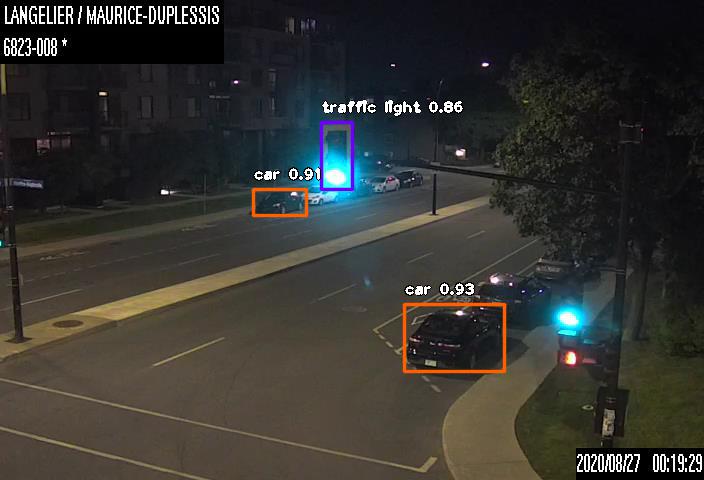 LANGELIER / MAURICE-DUPLESSIS
6823-008 *
traffic light 0.86
car 0.91
car 0.93
2020/08/27 00:19:29